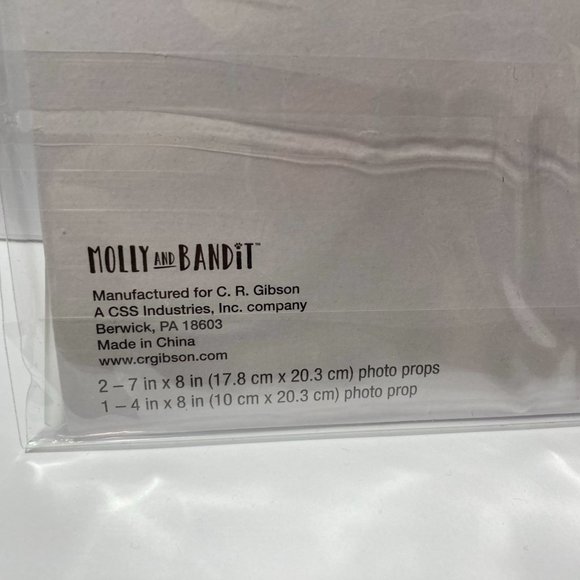 MOLLY AND BANDiT™
Manufactured for C. R. Gibson
A CSS Industries, Inc. company
Berwick, PA 18603
Made in China
www.crgibson.com
2 – 7 in x 8 in (17.8 cm x 20.3 cm) photo props
1 – 4 in x 8 in (10 cm x 20.3 cm) photo prop